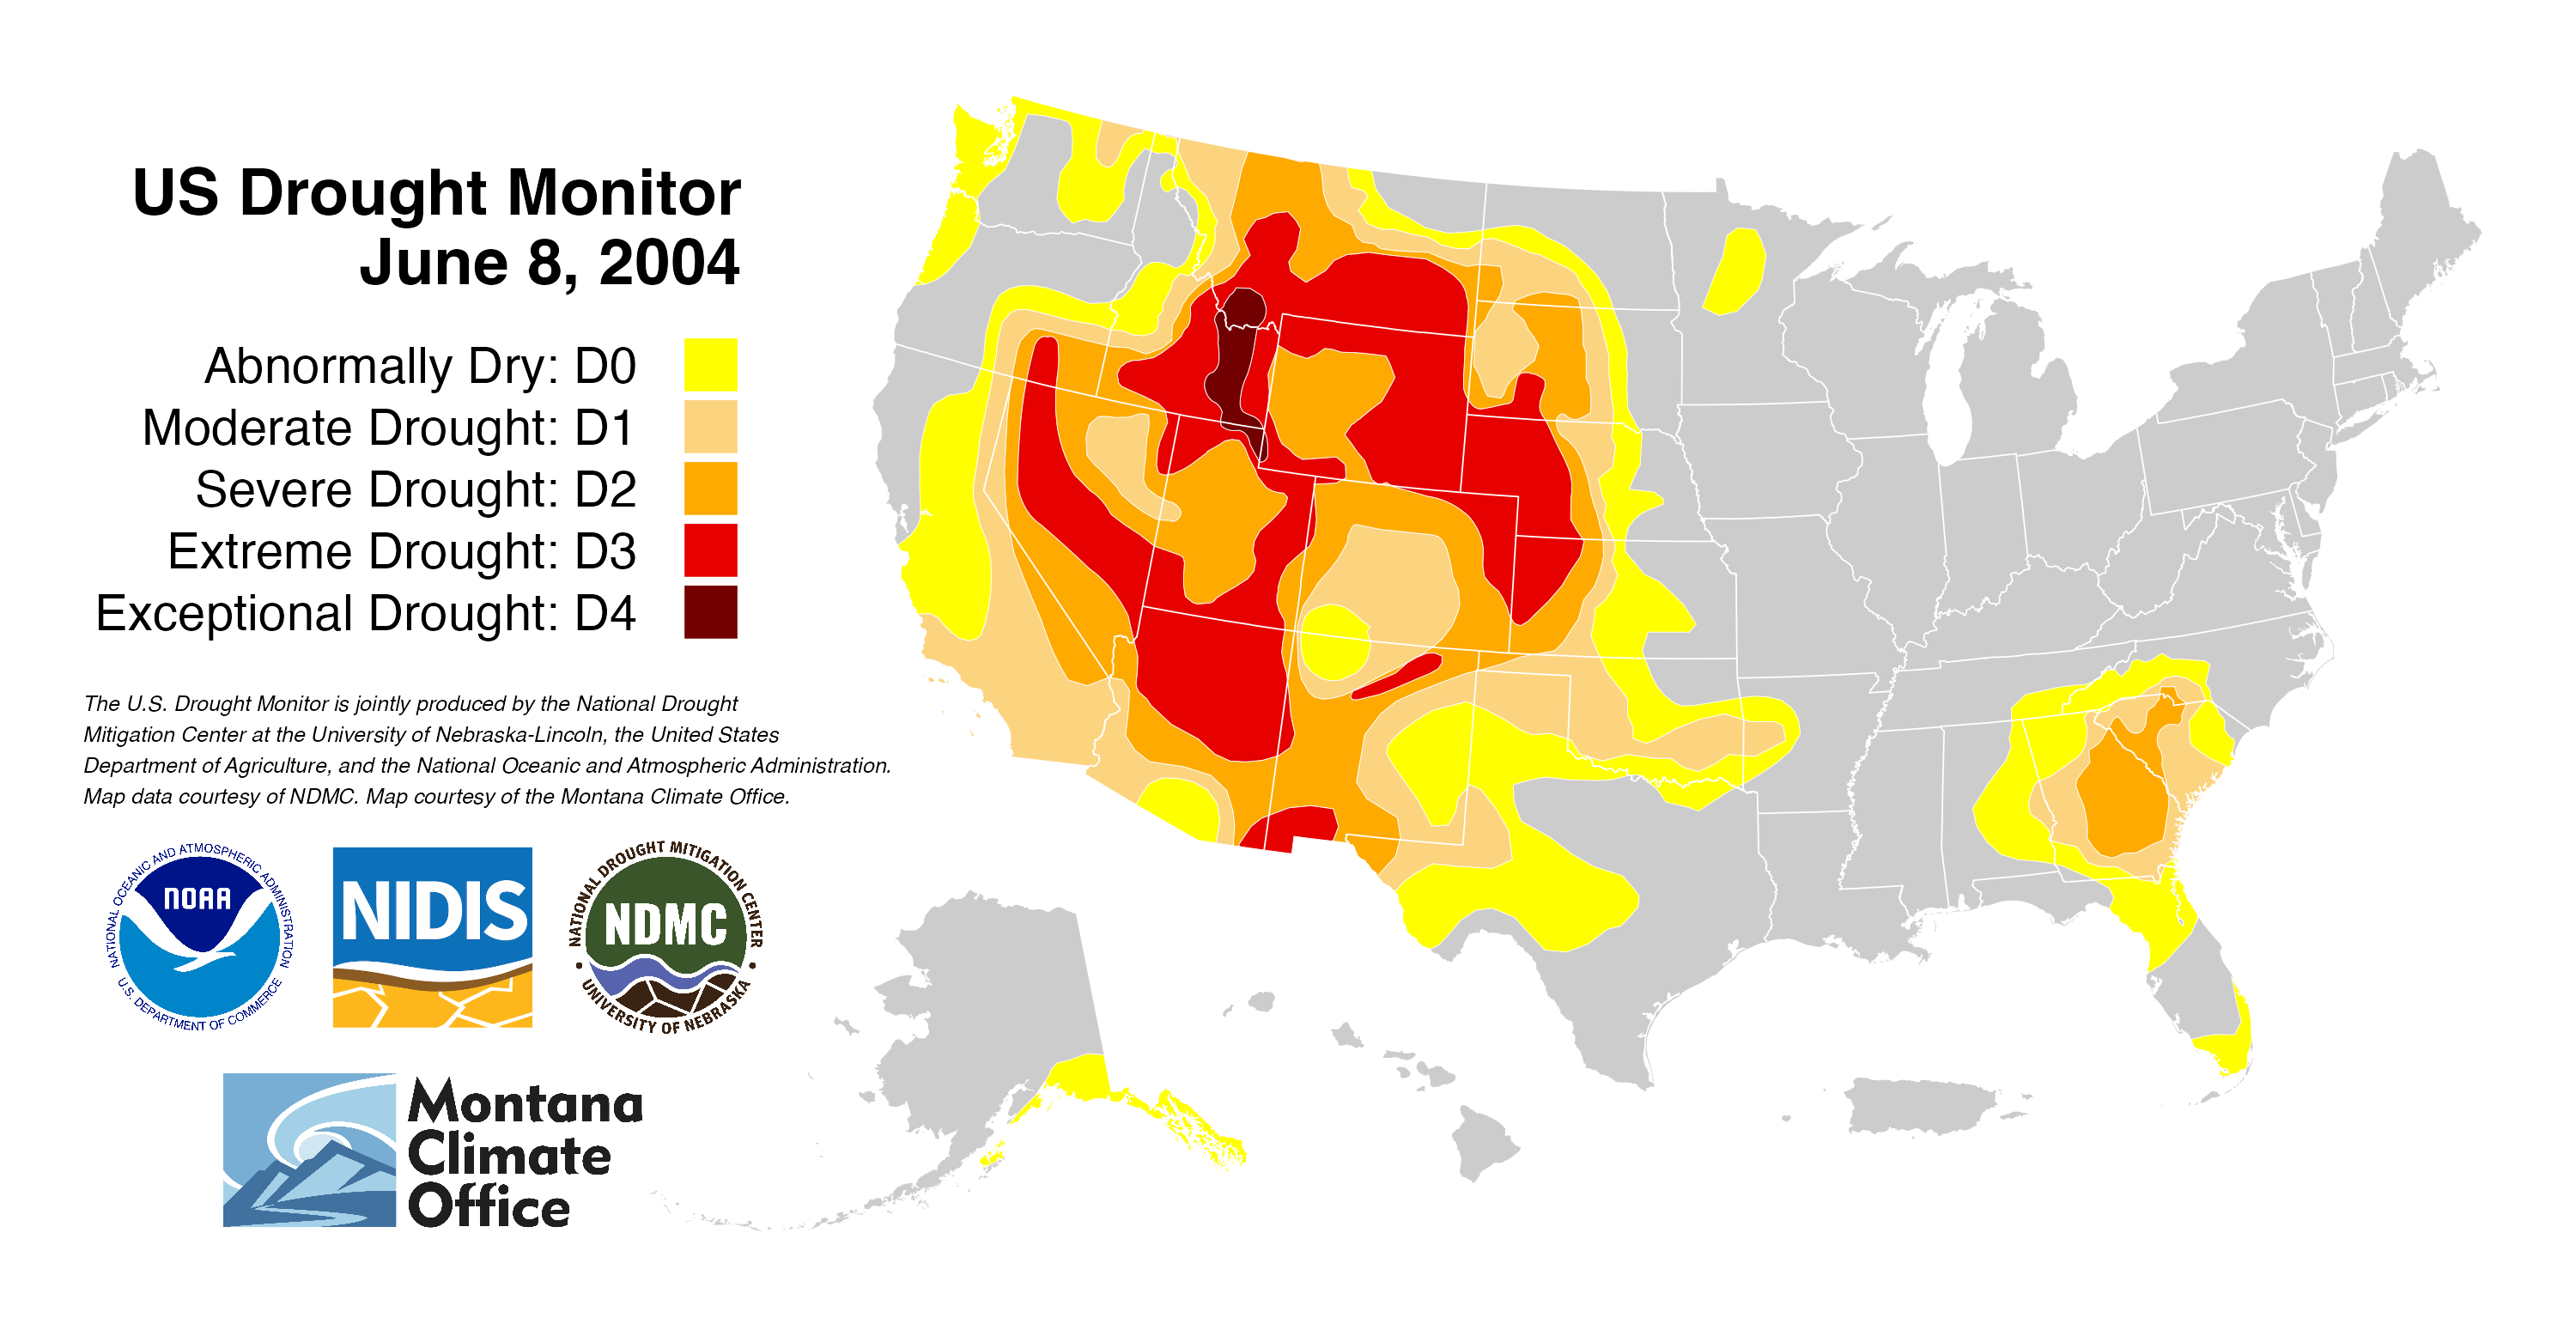 US Drought Monitor
June 8, 2004
Abnormally Dry: D0
Moderate Drought: D1
Severe Drought: D2
Extreme Drought: D3
Exceptional Drought: D4
The U.S. Drought Monitor is jointly produced by the National Drought
Mitigation Center at the University of Nebraska-Lincoln, the United States
Department of Agriculture, and the National Oceanic and Atmospheric Administration.
Map data courtesy of NDMC. Map courtesy of the Montana Climate Office.
NATIONAL OCEANIC AND ATMOSPHERIC ADMINISTRATION
NOAA
U.S. DEPARTMENT OF COMMERCE
NIDIS
NATIONAL DROUGHT MITIGATION CENTER
NDMC
UNIVERSITY OF NEBRASKA
Montana
Climate
Office